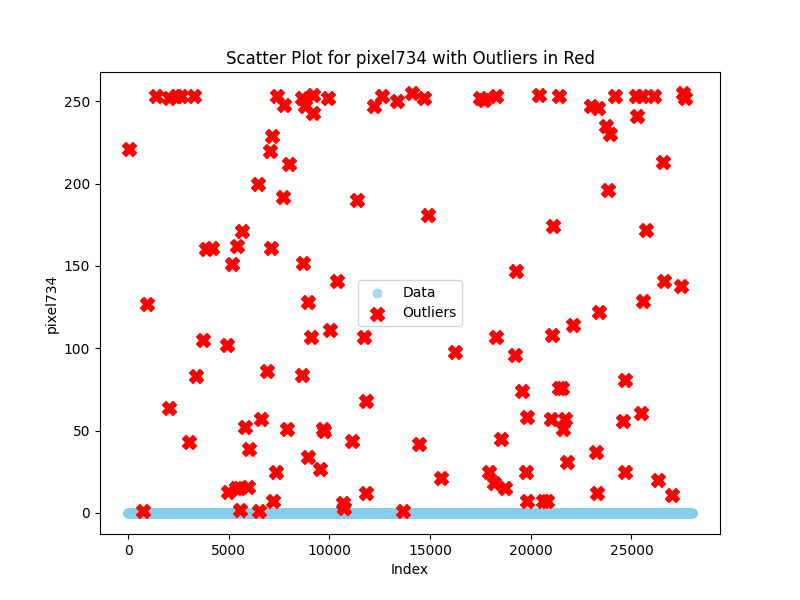 Scatter Plot for pixel734 with Outliers in Red
250
200
150
100
50
0
pixel734
Data
Outliers
0
5000
10000
15000
20000
25000
Index